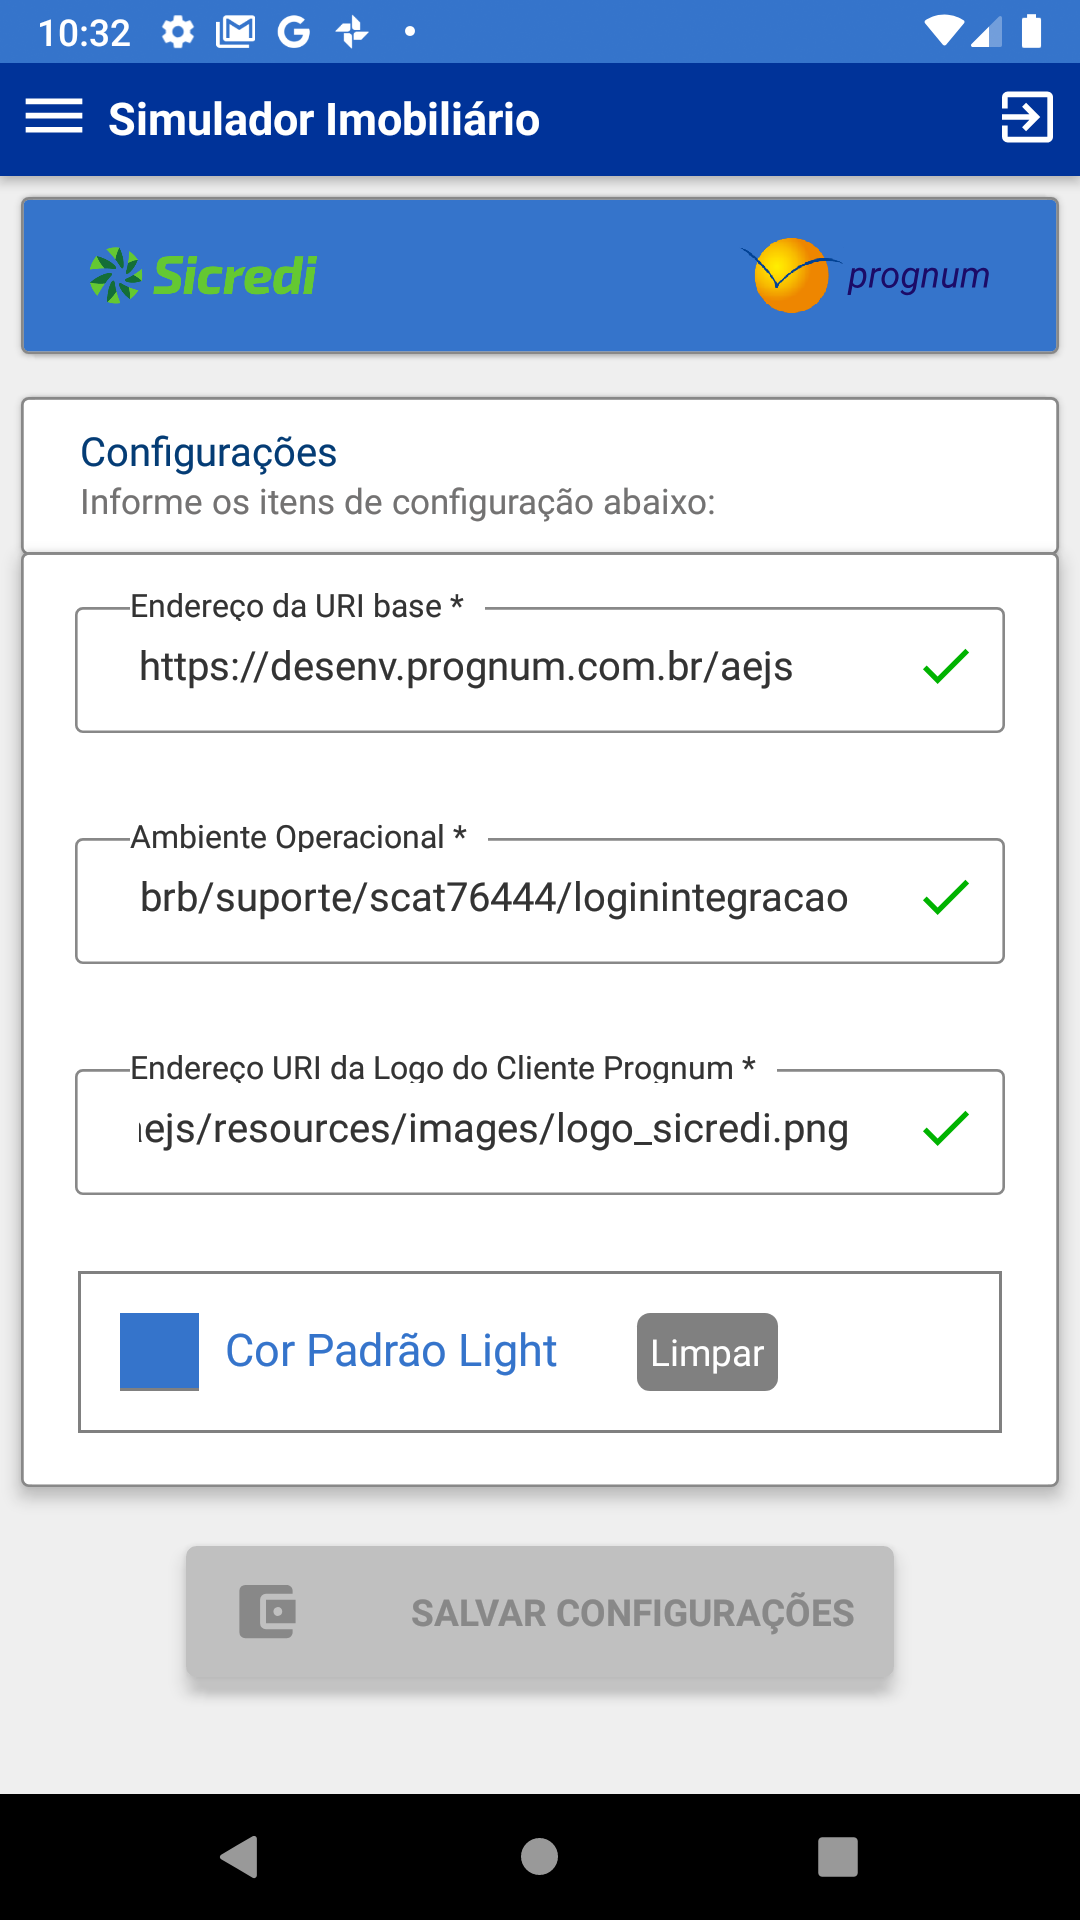 10:32
Simulador Imobiliário
Sicredi
prognum
Configurações
Informe os itens de configuração abaixo:
Endereço da URI base *
https://desenv.prognum.com.br/aejs
Ambiente Operacional *
brb/suporte/scat76444/loginintegracao
Endereço URI da Logo do Cliente Prognum *
aejs/resources/images/logo_sicredi.png
Cor Padrão Light
Limpar
SALVAR CONFIGURAÇÕES